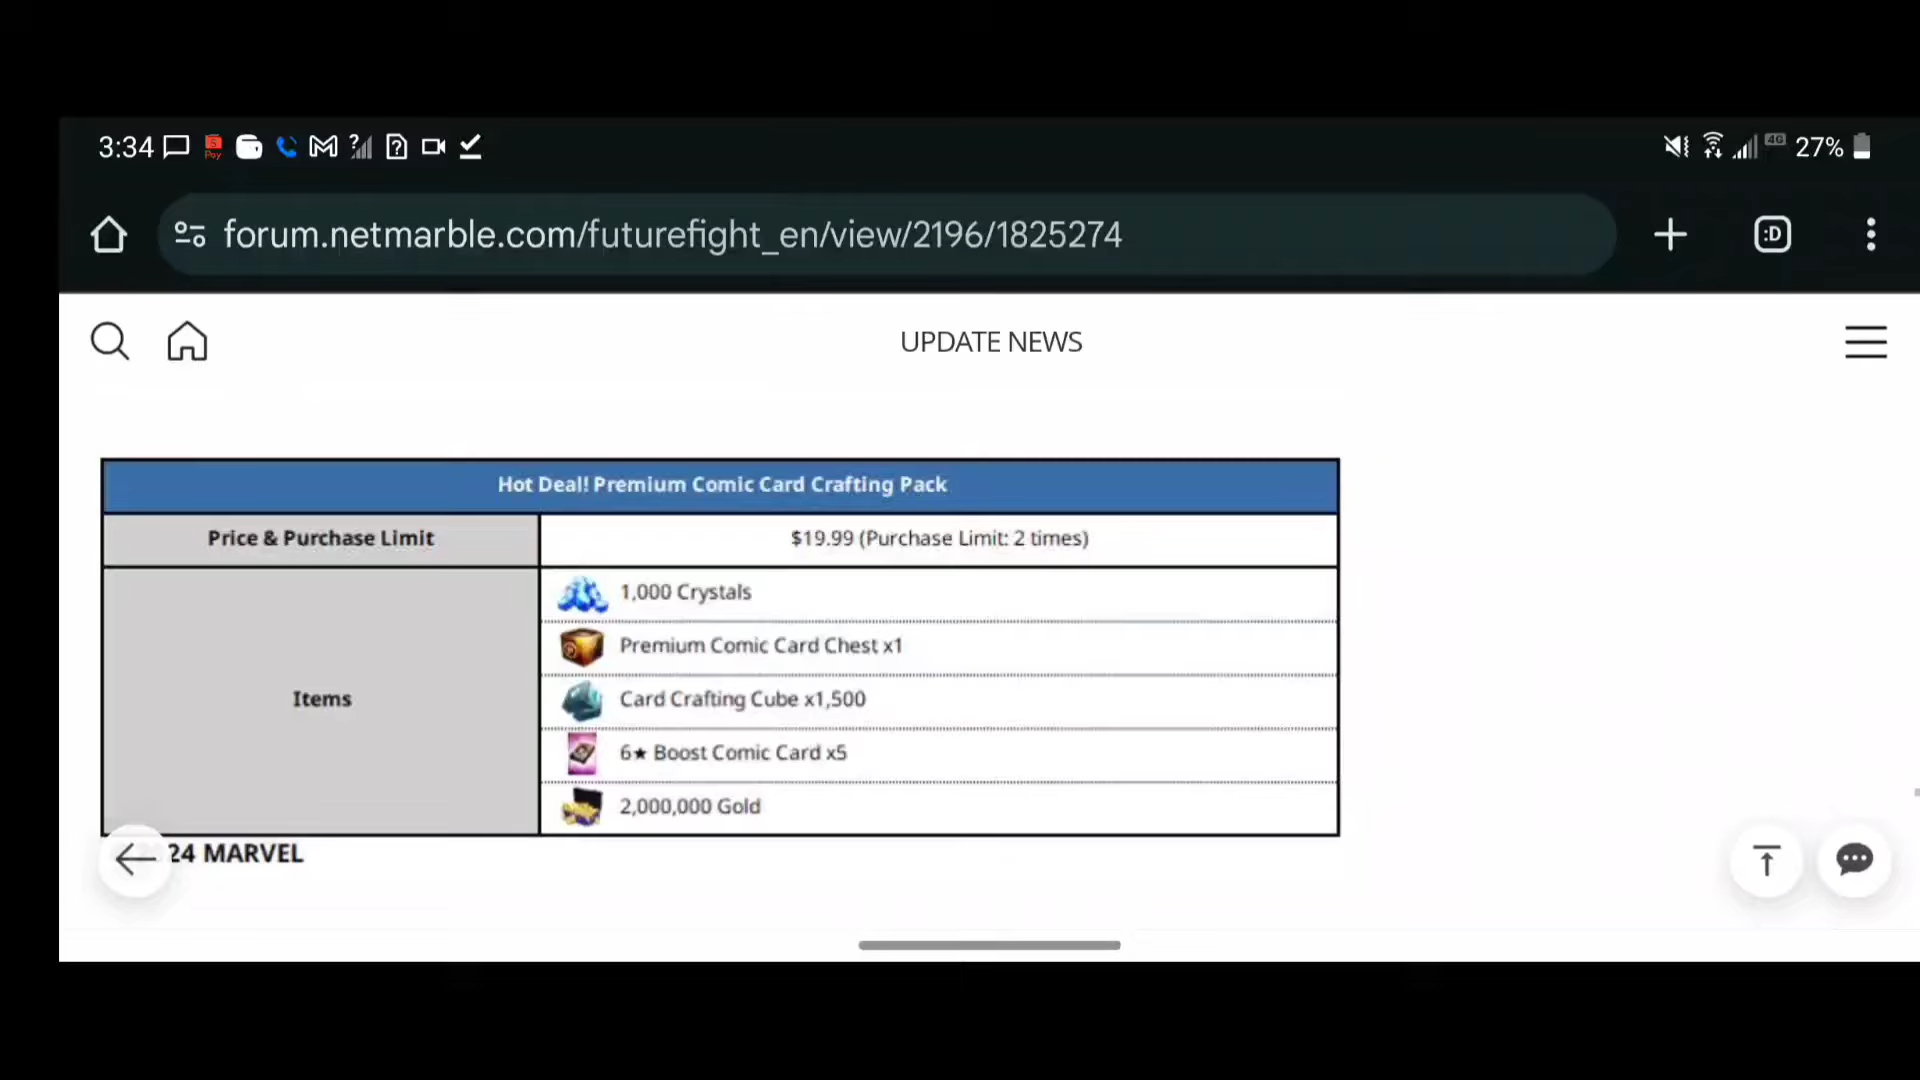 3:34
Pay
4G
27%
forum.netmarble.com/futurefight_en/view/2196/1825274
:D
UPDATE NEWS
Hot Deal! Premium Comic Card Crafting Pack
Price & Purchase Limit
$19.99 (Purchase Limit: 2 times)
Items
1,000 Crystals
Premium Comic Card Chest x1
Card Crafting Cube x1,500
6★ Boost Comic Card x5
2,000,000 Gold
24 MARVEL